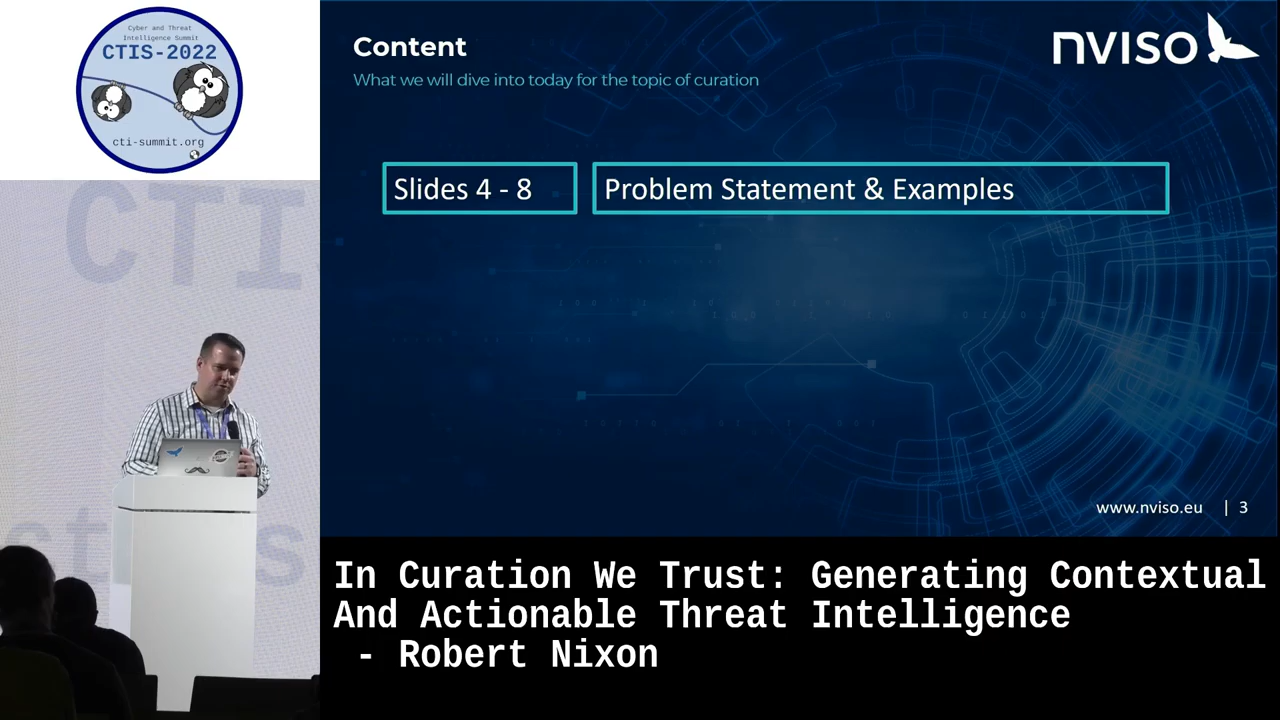 Cyber and Threat
Intelligence Summit
CTIS-2022
cti-summit.org
CTI
Content
What we will dive into today for the topic of curation
nviso
Slides 4 - 8
Problem Statement & Examples
www.nviso.eu | 3
In Curation We Trust: Generating Contextual
And Actionable Threat Intelligence
- Robert Nixon